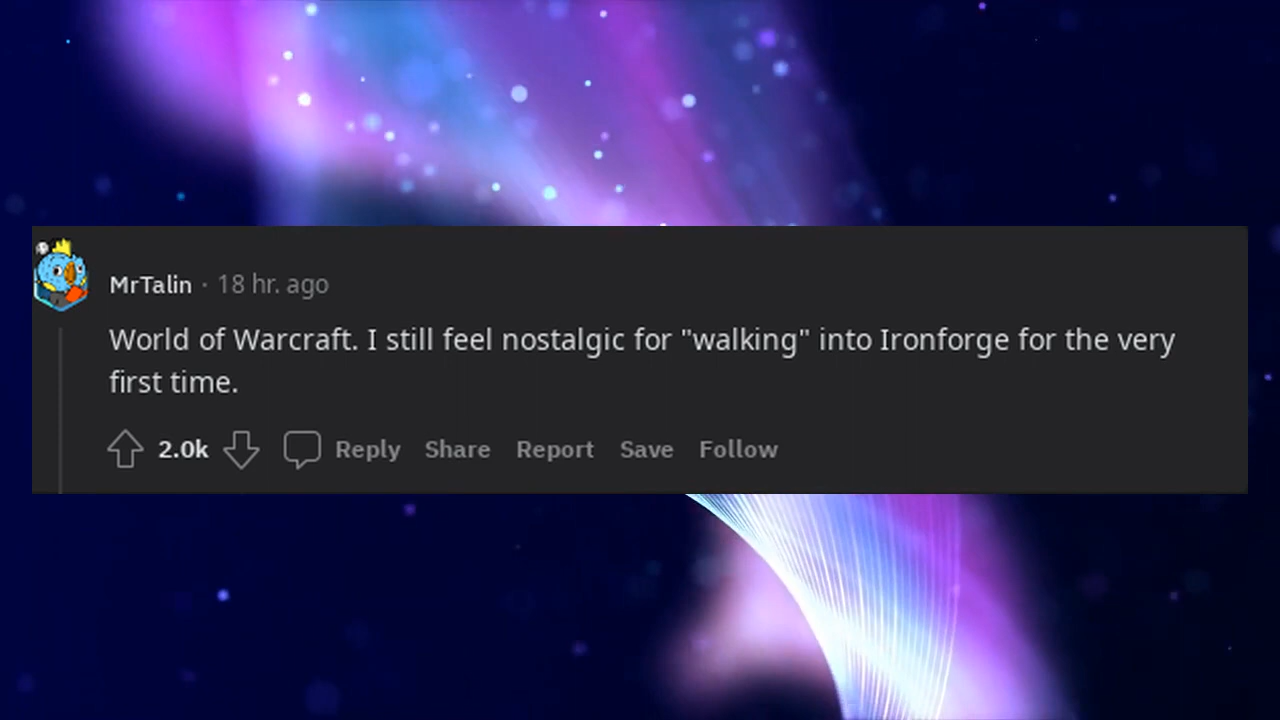 MrTalin · 18 hr. ago
World of Warcraft. I still feel nostalgic for "walking" into Ironforge for the very
first time.
2.0k Reply Share Report Save Follow